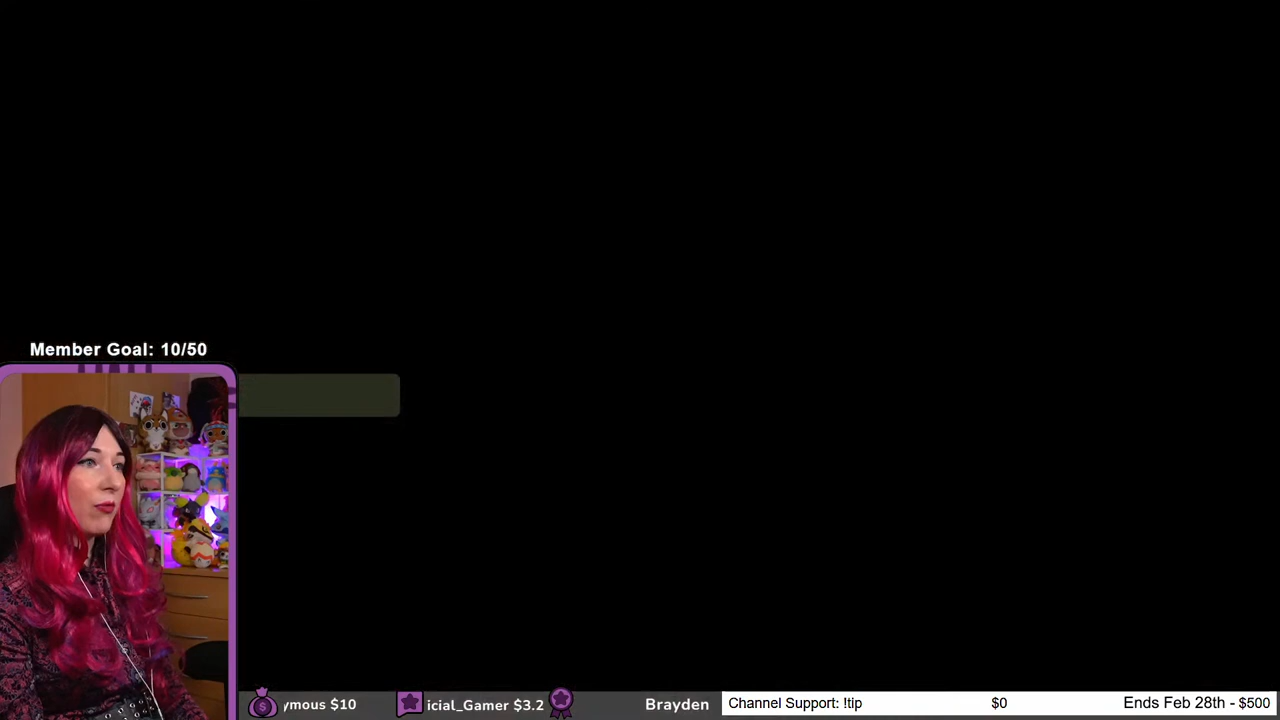 Member Goal: 10/50
ymous $10
icial_Gamer $3.2
Brayden
Channel Support: !tip
$0
Ends Feb 28th - $500